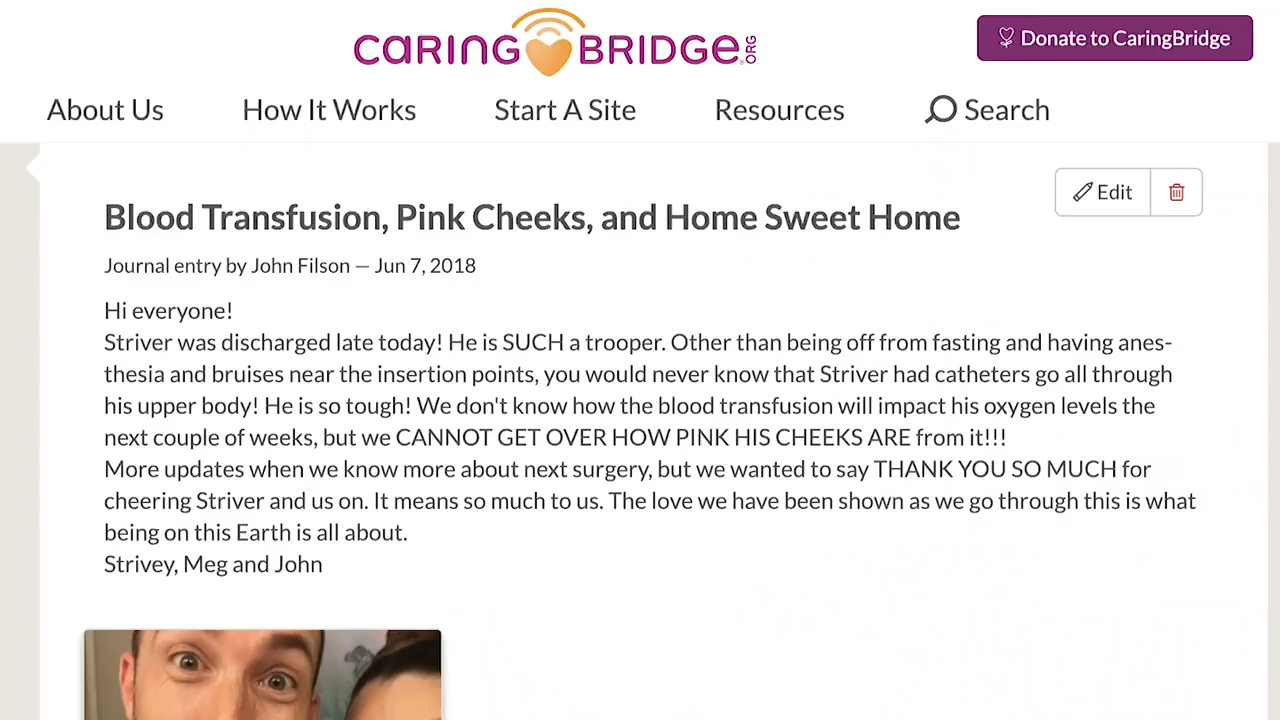 CARING BRIDGE.ORG
Donate to CaringBridge
About Us How It Works Start A Site Resources Search
Edit
Blood Transfusion, Pink Cheeks, and Home Sweet Home
Journal entry by John Filson — Jun 7, 2018
Hi everyone!
Striver was discharged late today! He is SUCH a trooper. Other than being off from fasting and having anes-
thesia and bruises near the insertion points, you would never know that Striver had catheters go all through
his upper body! He is so tough! We don't know how the blood transfusion will impact his oxygen levels the
next couple of weeks, but we CANNOT GET OVER HOW PINK HIS CHEEKS ARE from it!!!
More updates when we know more about next surgery, but we wanted to say THANK YOU SO MUCH for
cheering Striver and us on. It means so much to us. The love we have been shown as we go through this is what
being on this Earth is all about.
Strivey, Meg and John